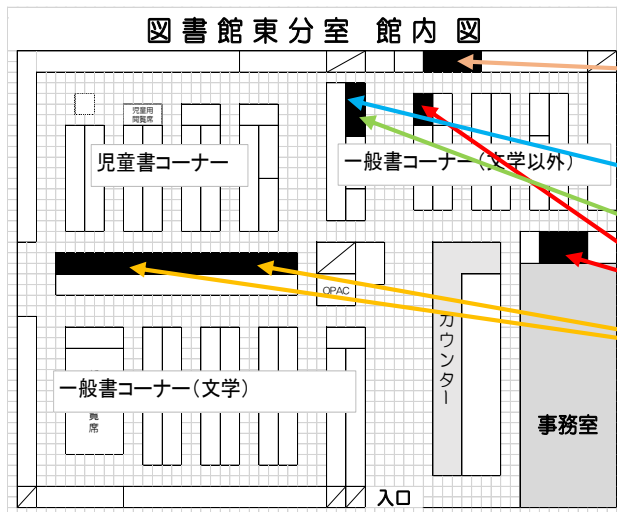 図書館東分室 館内 図
児童用
閲覧席
児童書コーナー
一般書コーナー(文学以外)
OPAC
カウンター
一般書コーナー(文学)
覧
席
事務室
入口